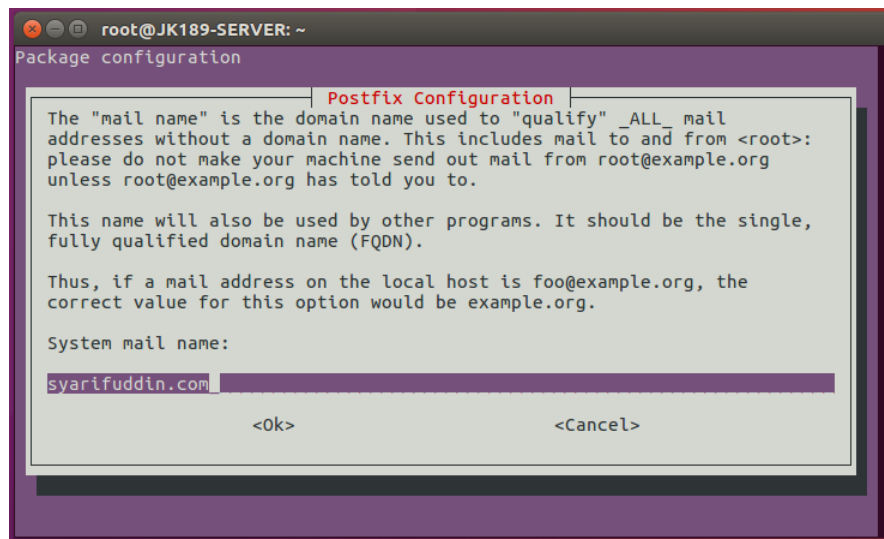 root@JK189-SERVER: ~
Package configuration
Postfix Configuration
The "mail name" is the domain name used to "qualify" _ALL_ mail
addresses without a domain name. This includes mail to and from <root>:
please do not make your machine send out mail from root@example.org
unless root@example.org has told you to.
This name will also be used by other programs. It should be the single,
fully qualified domain name (FQDN).
Thus, if a mail address on the local host is foo@example.org, the
correct value for this option would be example.org.
System mail name:
syarifuddin.com
<Ok> <Cancel>